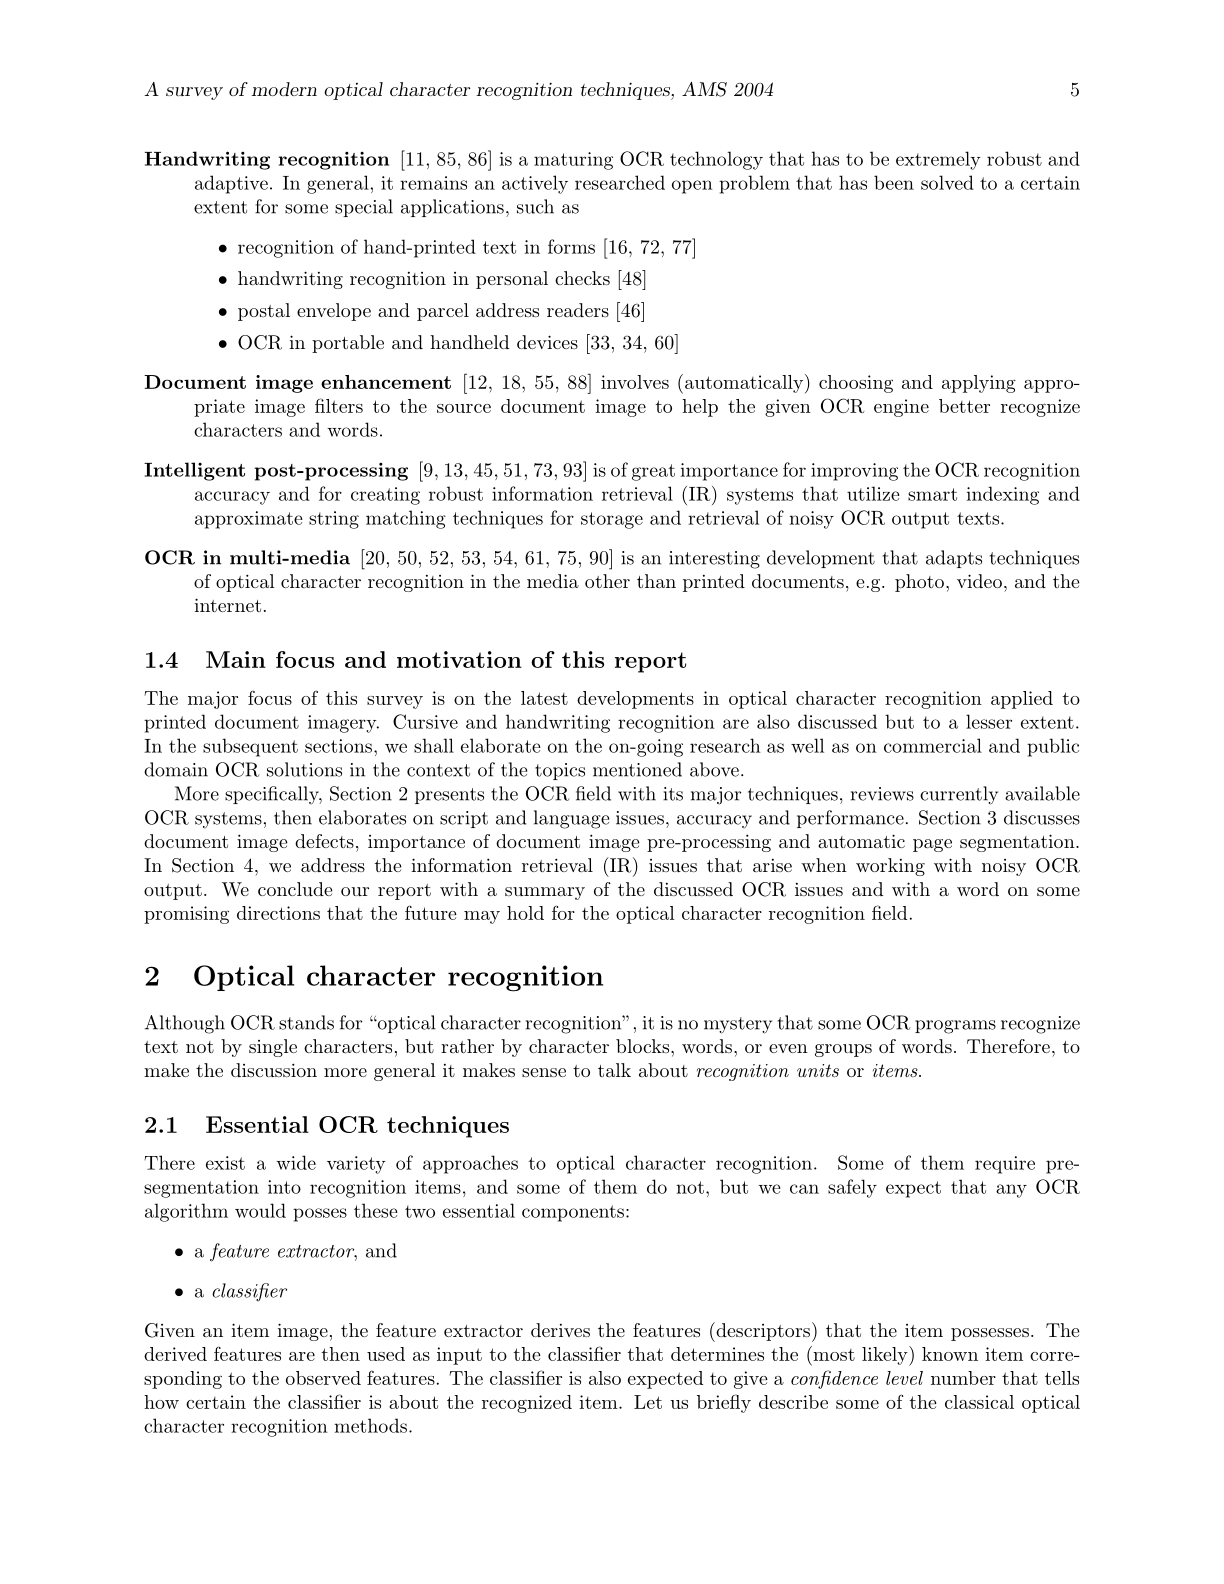 A survey of modern optical character recognition techniques, AMS 2004 5
Handwriting recognition [11, 85, 86] is a maturing OCR technology that has to be extremely robust and
adaptive. In general, it remains an actively researched open problem that has been solved to a certain
extent for some special applications, such as
• recognition of hand-printed text in forms [16, 72, 77]
• handwriting recognition in personal checks [48]
• postal envelope and parcel address readers [46]
• OCR in portable and handheld devices [33, 34, 60]
Document image enhancement [12, 18, 55, 88] involves (automatically) choosing and applying appro-
priate image filters to the source document image to help the given OCR engine better recognize
characters and words.
Intelligent post-processing [9, 13, 45, 51, 73, 93] is of great importance for improving the OCR recognition
accuracy and for creating robust information retrieval (IR) systems that utilize smart indexing and
approximate string matching techniques for storage and retrieval of noisy OCR output texts.
OCR in multi-media [20, 50, 52, 53, 54, 61, 75, 90] is an interesting development that adapts techniques
of optical character recognition in the media other than printed documents, e.g. photo, video, and the
internet.
1.4 Main focus and motivation of this report
The major focus of this survey is on the latest developments in optical character recognition applied to
printed document imagery. Cursive and handwriting recognition are also discussed but to a lesser extent.
In the subsequent sections, we shall elaborate on the on-going research as well as on commercial and public
domain OCR solutions in the context of the topics mentioned above.
More specifically, Section 2 presents the OCR field with its major techniques, reviews currently available
OCR systems, then elaborates on script and language issues, accuracy and performance. Section 3 discusses
document image defects, importance of document image pre-processing and automatic page segmentation.
In Section 4, we address the information retrieval (IR) issues that arise when working with noisy OCR
output. We conclude our report with a summary of the discussed OCR issues and with a word on some
promising directions that the future may hold for the optical character recognition field.
2 Optical character recognition
Although OCR stands for “optical character recognition”, it is no mystery that some OCR programs recognize
text not by single characters, but rather by character blocks, words, or even groups of words. Therefore, to
make the discussion more general it makes sense to talk about recognition units or items.
2.1 Essential OCR techniques
There exist a wide variety of approaches to optical character recognition. Some of them require pre-
segmentation into recognition items, and some of them do not, but we can safely expect that any OCR
algorithm would posses these two essential components:
• a feature extractor, and
• a classifier
Given an item image, the feature extractor derives the features (descriptors) that the item possesses. The
derived features are then used as input to the classifier that determines the (most likely) known item corre-
sponding to the observed features. The classifier is also expected to give a confidence level number that tells
how certain the classifier is about the recognized item. Let us briefly describe some of the classical optical
character recognition methods.